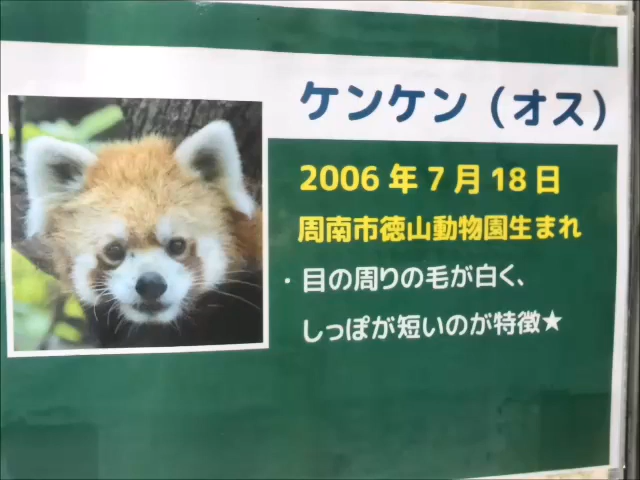 ケンケン（オス）
2006年7月18日
周南市徳山動物園生まれ
・目の周りの毛が白く、
しっぽが短いのが特徴★